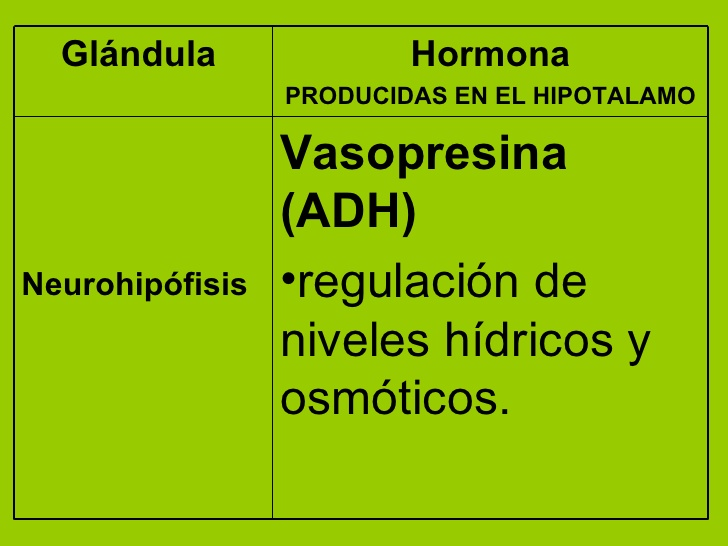 Glándula
Hormona
PRODUCIDAS EN EL HIPOTALAMO
Neurohipófisis
Vasopresina
(ADH)
•regulación de
niveles hídricos y
osmóticos.